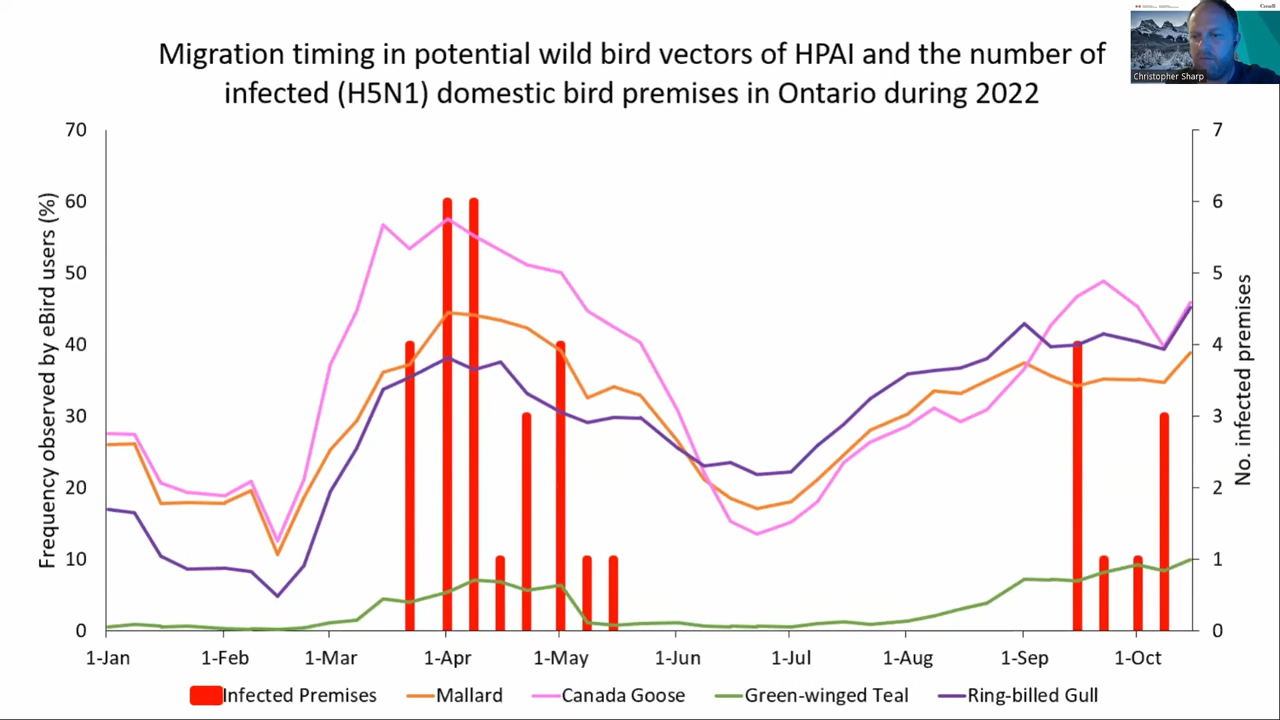 Migration timing in potential wild bird vectors of HPAI and the number of
infected (H5N1) domestic bird premises in Ontario during 2022
Christopher Sharp
Canada
Frequency observed by eBird users (%)
70
60
50
40
30
20
10
0
7
6
5
4
3
2
1
0
No. infected premises
1-Jan 1-Feb 1-Mar 1-Apr 1-May 1-Jun 1-Jul 1-Aug 1-Sep 1-Oct
Infected Premises Mallard Canada Goose Green-winged Teal Ring-billed Gull